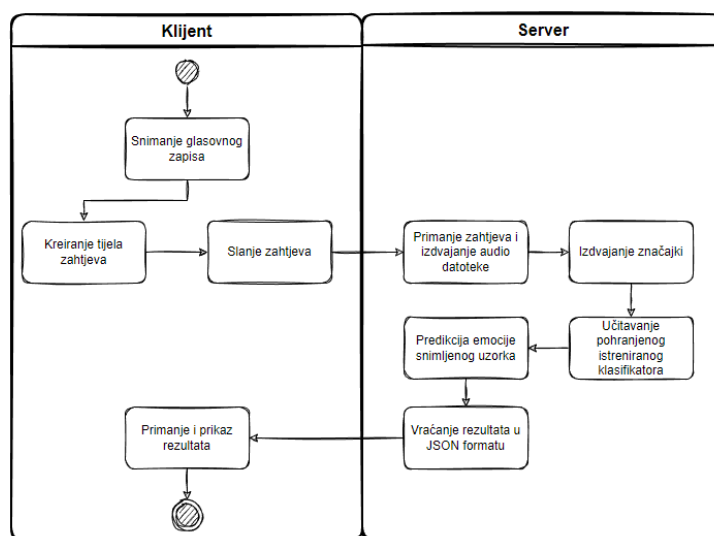 Klijent
Server
Snimanje glasovnog
zapisa
Kreiranje tijela
zahtjeva
Slanje zahtjeva
Primanje zahtjeva i
izdvajanje audio
datoteke
Izdvajanje značajki
Učitavanje
pohranjenog
istreniranog
klasifikatora
Predikcija emocije
snimljenog uzorka
Vraćanje rezultata u
JSON formatu
Primanje i prikaz
rezultata